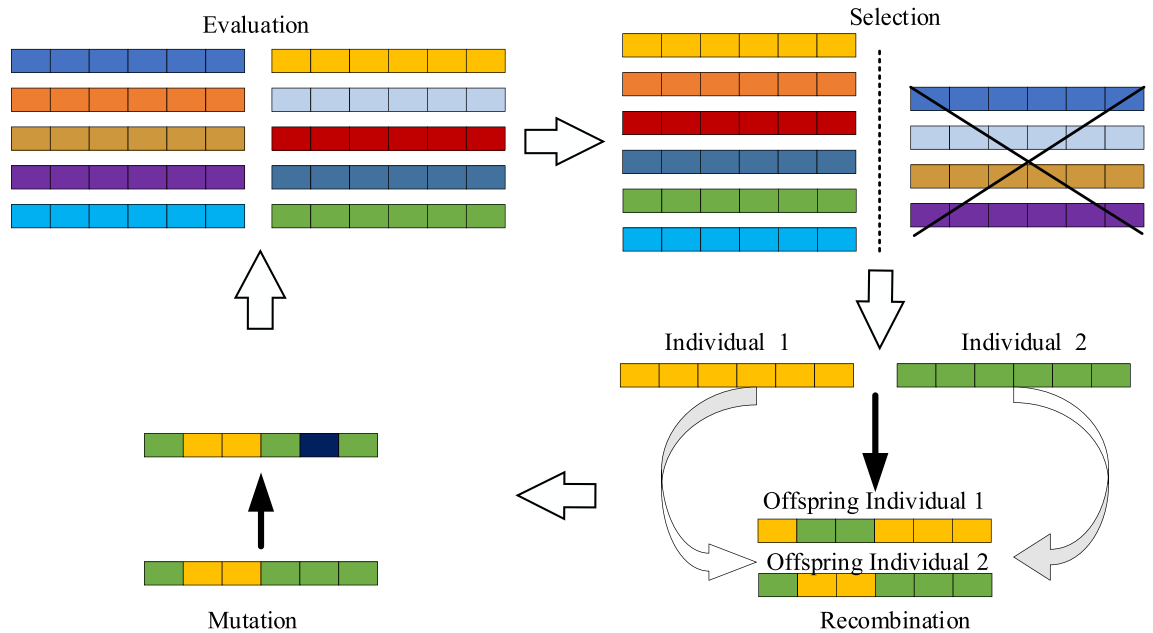 Evaluation
Selection
Individual 1
Individual 2
Offspring Individual 1
Offspring Individual 2
Mutation
Recombination